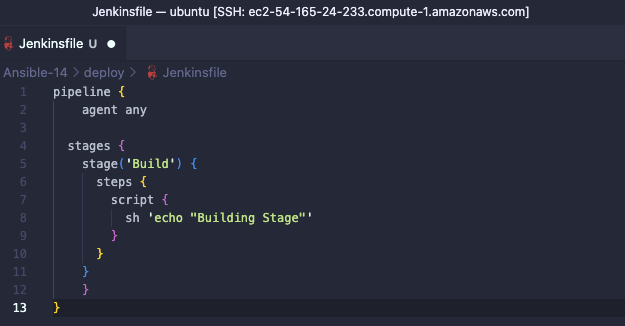 Jenkinsfile — ubuntu [SSH: ec2-54-165-24-233.compute-1.amazonaws.com]
Jenkinsfile U ●
Ansible-14 > deploy > Jenkinsfile
1 pipeline {
2     agent any
3
4   stages {
5     stage('Build') {
6       steps {
7         script {
8           sh 'echo "Building Stage"'
9         }
10       }
11     }
12     }
13 }